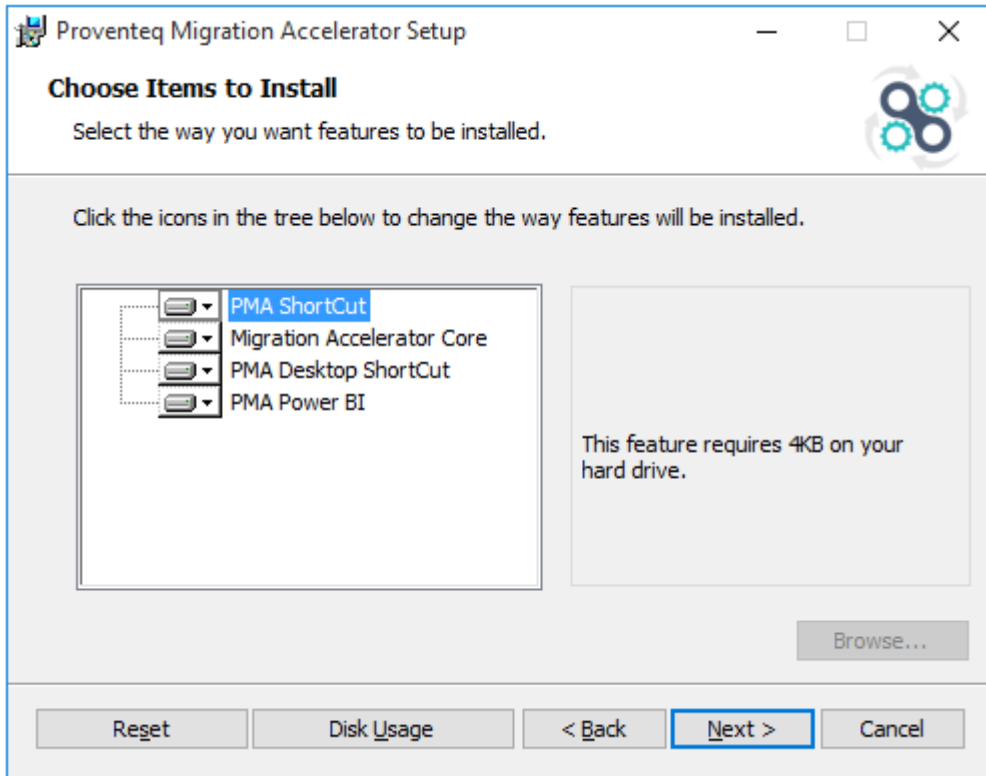 Proventeq Migration Accelerator Setup
Choose Items to Install
Select the way you want features to be installed.
Click the icons in the tree below to change the way features will be installed.
PMA ShortCut
Migration Accelerator Core
PMA Desktop ShortCut
PMA Power BI
This feature requires 4KB on your
hard drive.
Browse...
Reset
Disk Usage
< Back
Next >
Cancel